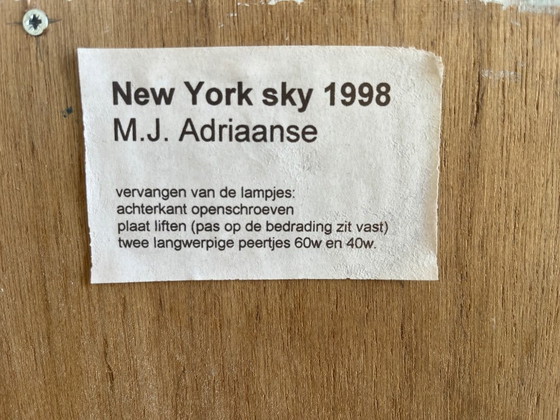 New York sky 1998
M.J. Adriaanse
vervangen van de lampjes:
achterkant openschroeven
plaat liften (pas op de bedrading zit vast)
twee langwerpige peertjes 60w en 40w.